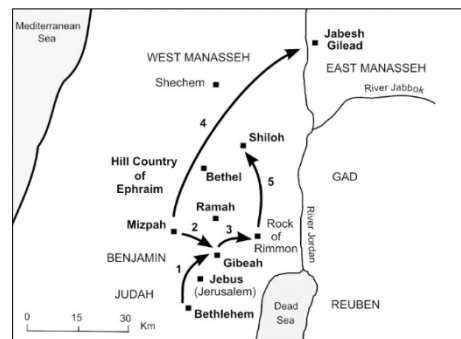 Mediterranean
Sea
Jabesh
Gilead
WEST MANASSEH
EAST MANASSEH
Shechem
River Jabbok
4
Shiloh
Hill Country
of
Ephraim
Bethel
5
GAD
Ramah
Mizpah
2
3
Rock
of
Rimmon
River Jordan
BENJAMIN
Gibeah
1
Jebus
(Jerusalem)
JUDAH
Bethlehem
Dead
Sea
REUBEN
0 15 30
Km